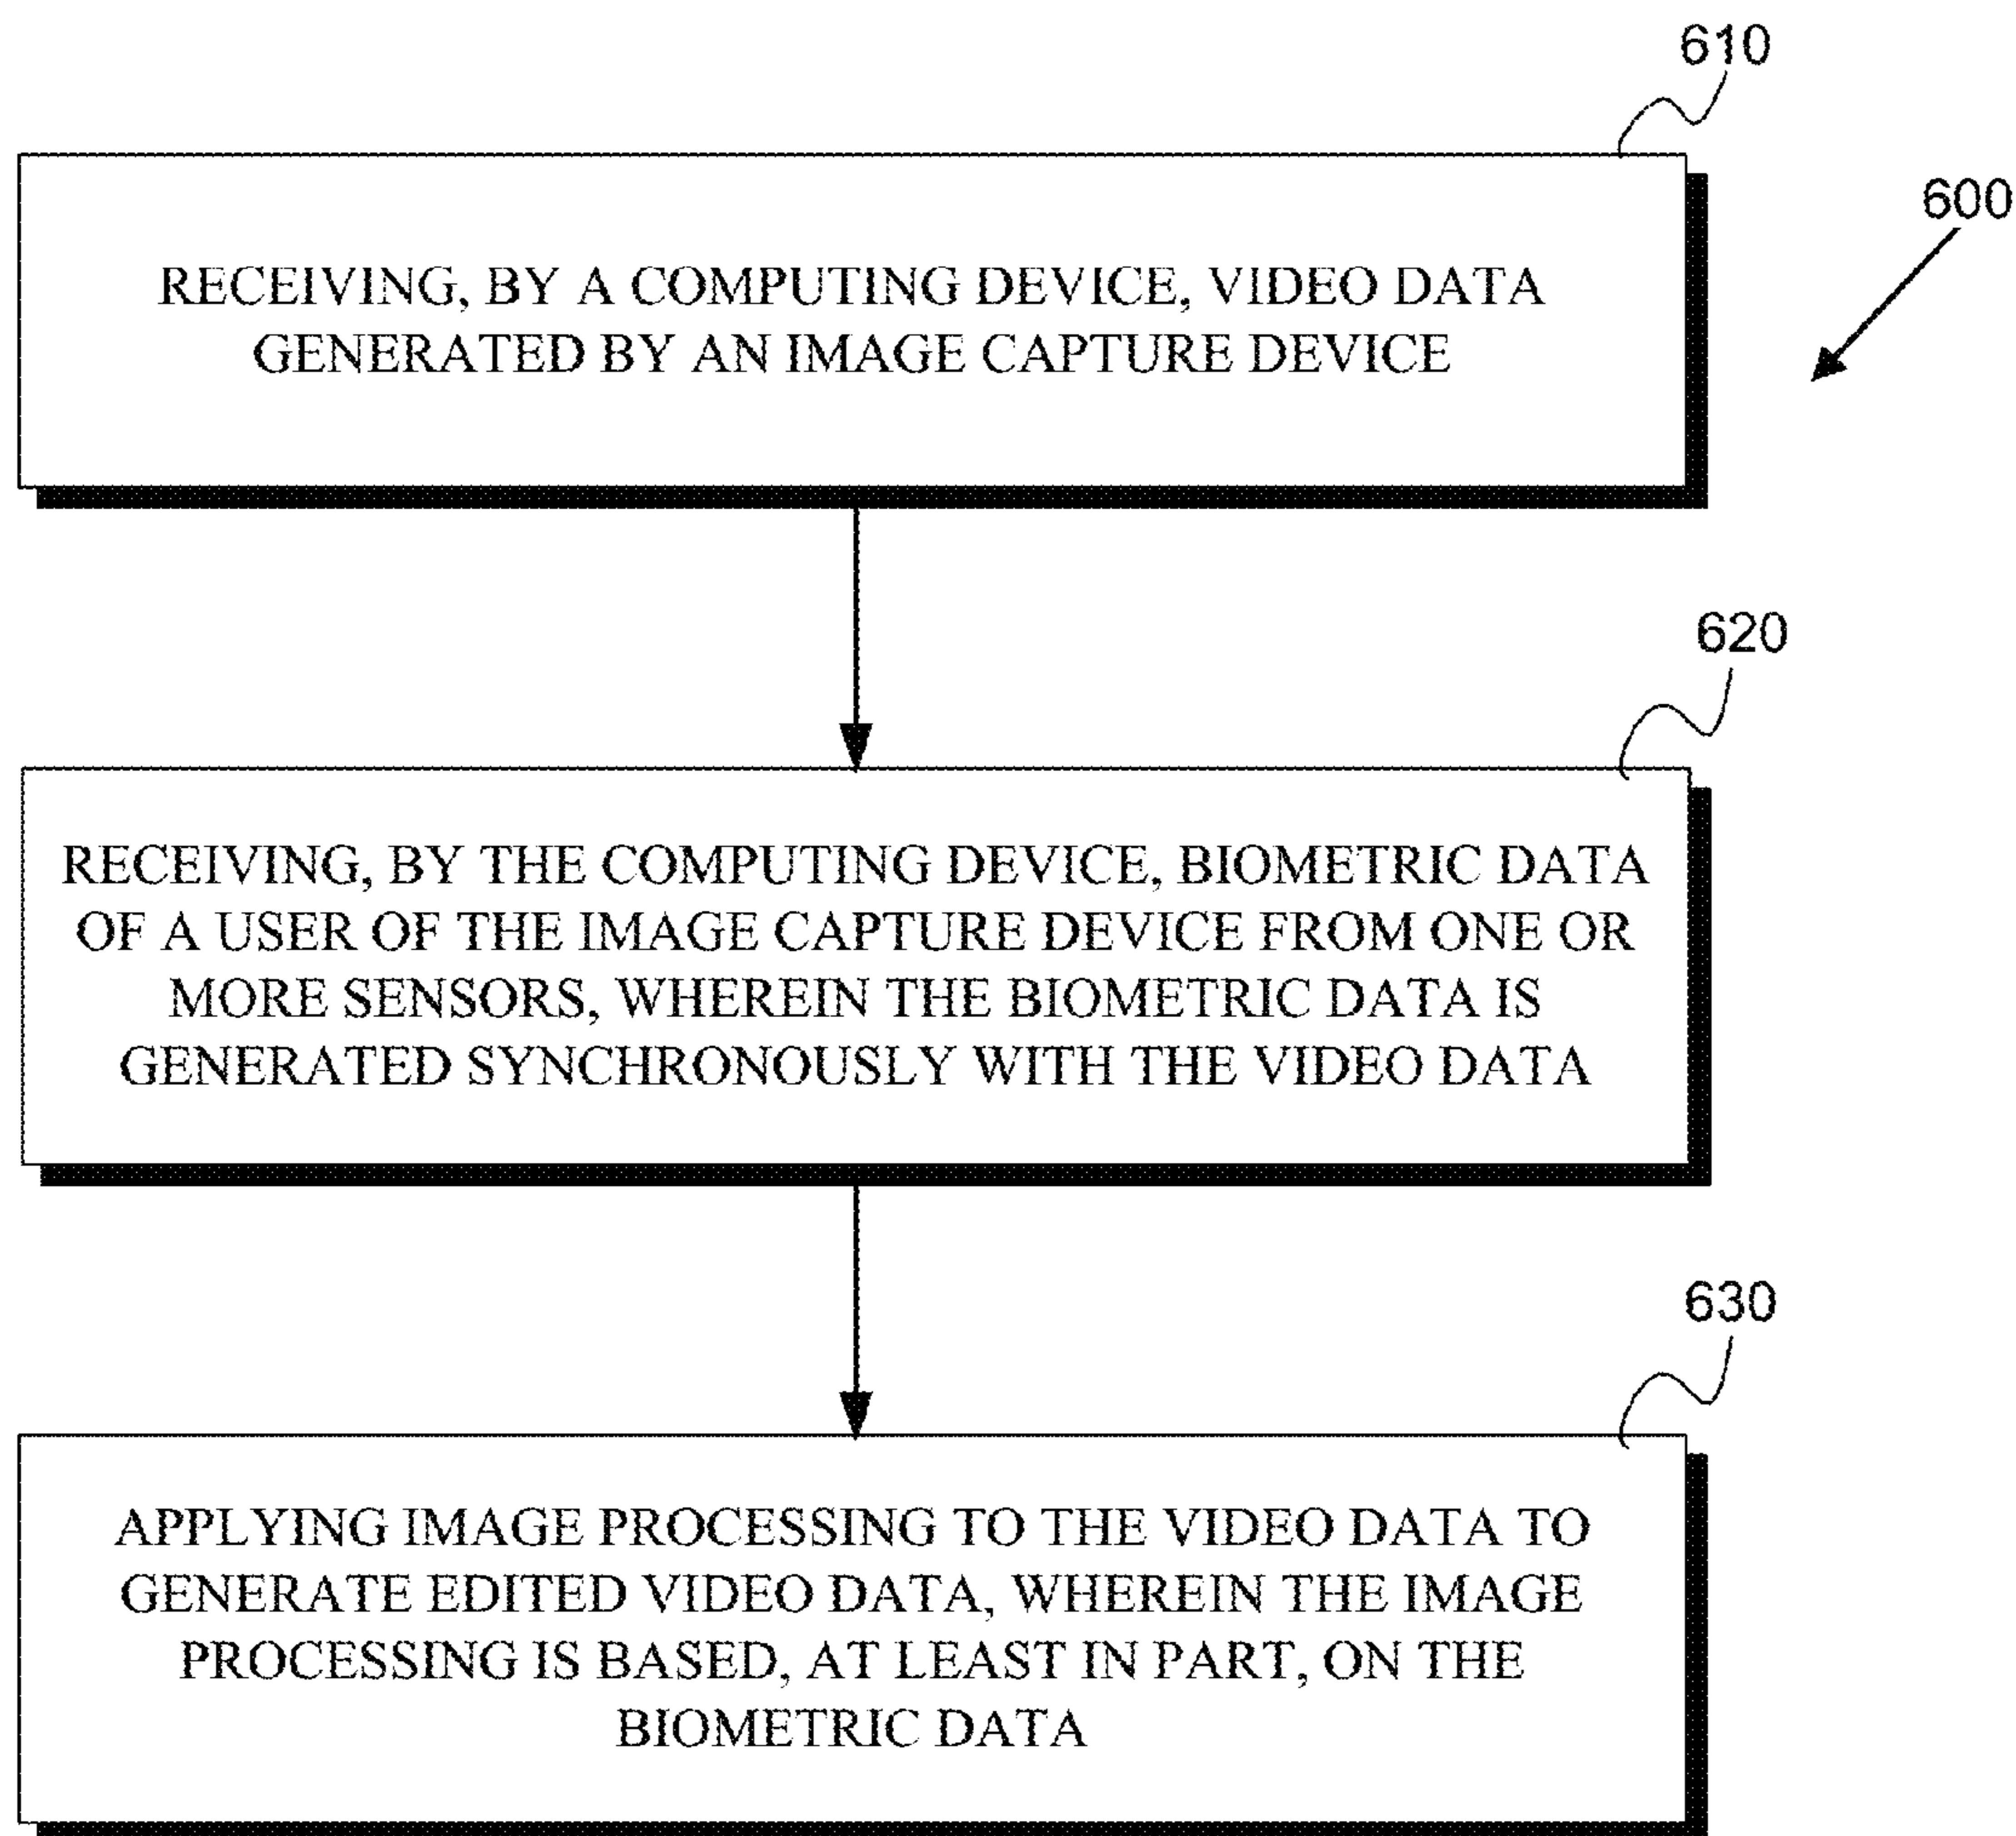 610
600
RECEIVING, BY A COMPUTING DEVICE, VIDEO DATA
GENERATED BY AN IMAGE CAPTURE DEVICE
620
RECEIVING, BY THE COMPUTING DEVICE, BIOMETRIC DATA
OF A USER OF THE IMAGE CAPTURE DEVICE FROM ONE OR
MORE SENSORS, WHEREIN THE BIOMETRIC DATA IS
GENERATED SYNCHRONOUSLY WITH THE VIDEO DATA
630
APPLYING IMAGE PROCESSING TO THE VIDEO DATA TO
GENERATE EDITED VIDEO DATA, WHEREIN THE IMAGE
PROCESSING IS BASED, AT LEAST IN PART, ON THE
BIOMETRIC DATA